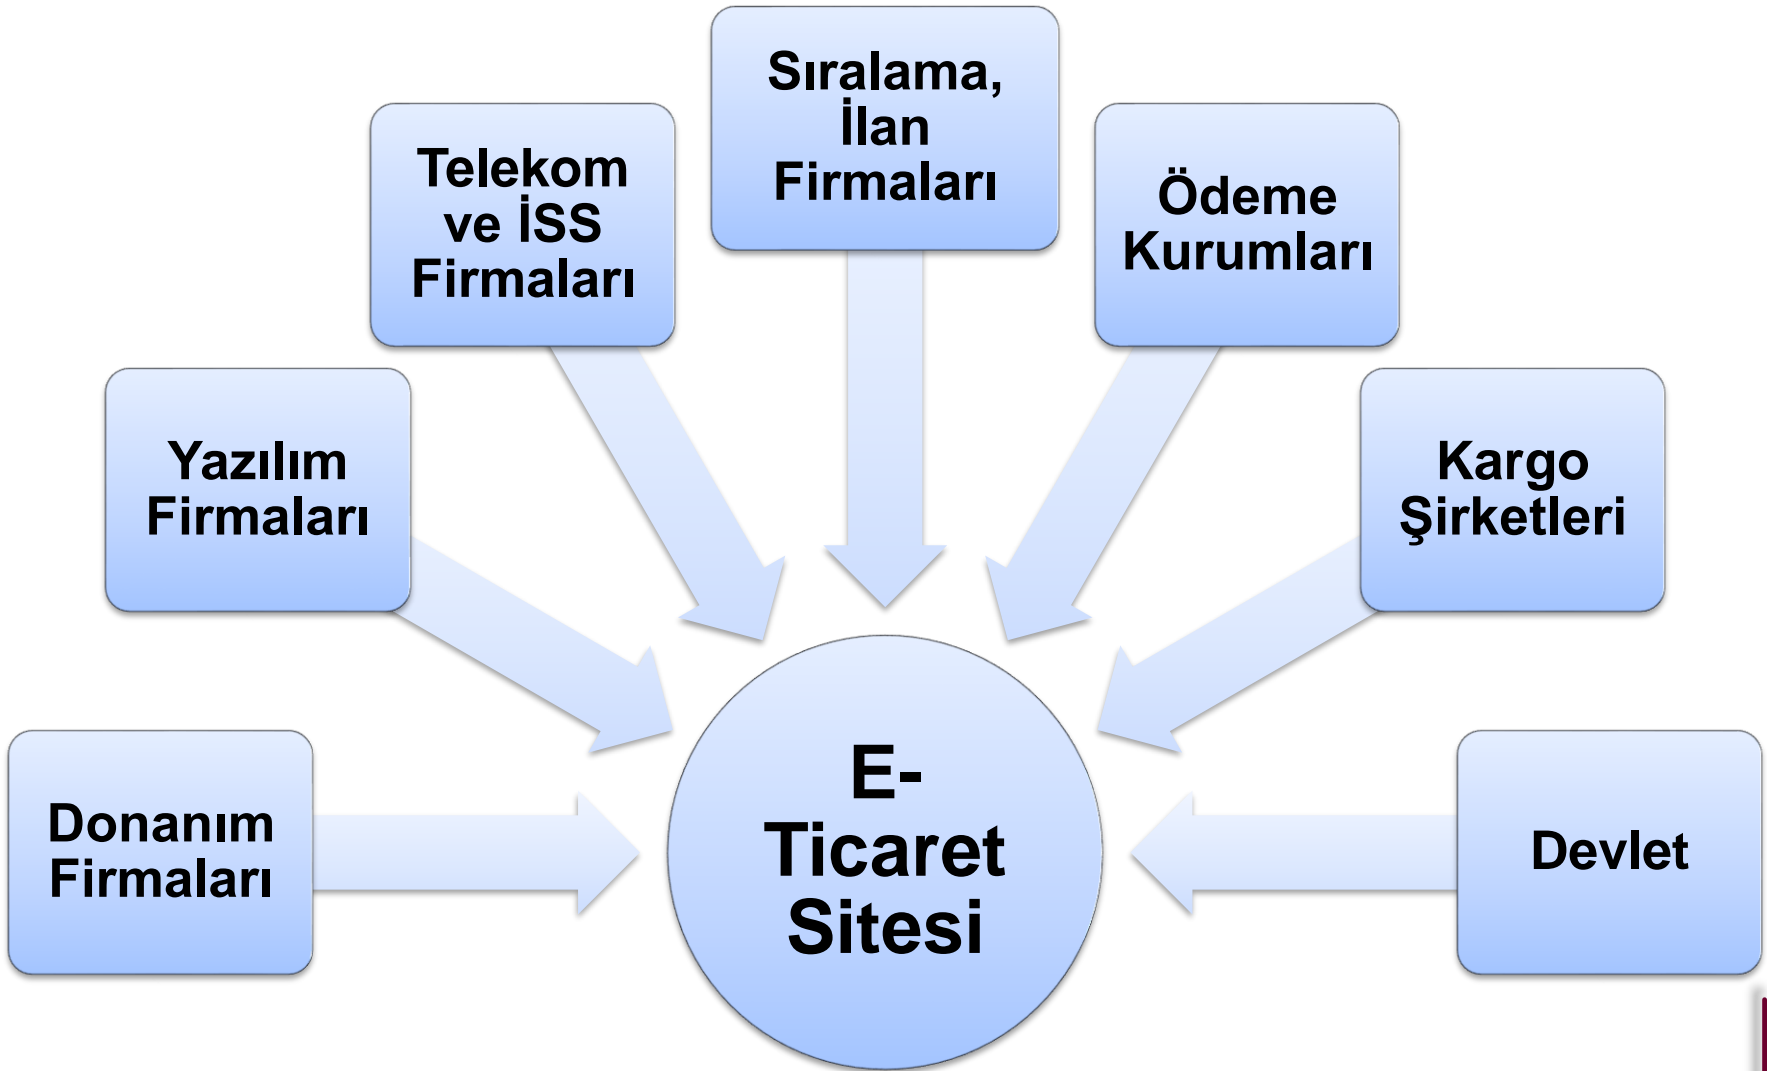 Sıralama,
İlan
Firmaları
Telekom
ve İSS
Firmaları
Ödeme
Kurumları
Yazılım
Firmaları
Kargo
Şirketleri
Donanım
Firmaları
E-
Ticaret
Sitesi
Devlet